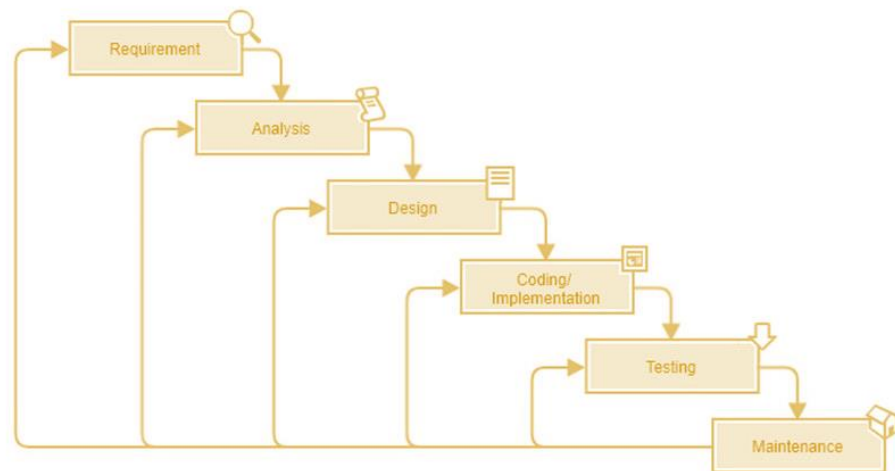 Requirement
Analysis
Design
Coding/
Implementation
Testing
Maintenance